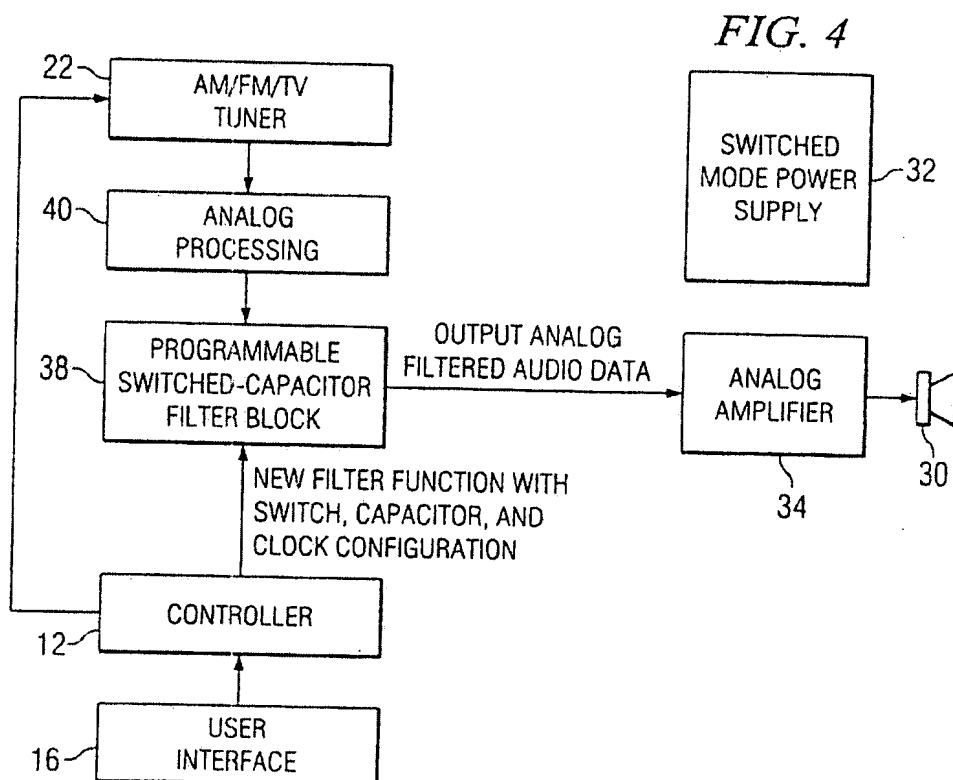 FIG. 4
22
AM/FM/TV
TUNER
SWITCHED
MODE POWER
SUPPLY
32
40
ANALOG
PROCESSING
38
PROGRAMMABLE
SWITCHED-CAPACITOR
FILTER BLOCK
OUTPUT ANALOG
FILTERED AUDIO DATA
ANALOG
AMPLIFIER
34
30
NEW FILTER FUNCTION WITH
SWITCH, CAPACITOR, AND
CLOCK CONFIGURATION
CONTROLLER
12
USER
INTERFACE
16